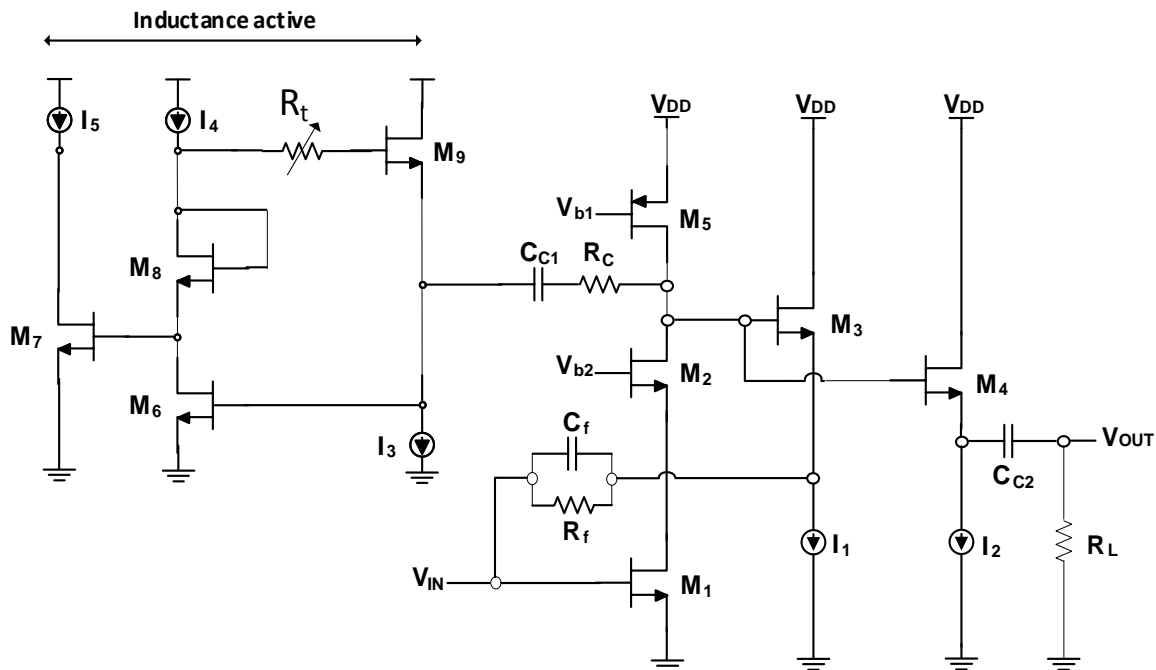 Inductance active
I5
I4
Rt
M9
M8
M7
M6
I3
VDD
VDD
VDD
Vb1
M5
CC1
RC
M3
Vb2
M2
M4
Cf
Rf
VOUT
CC2
I1
I2
RL
VIN
M1